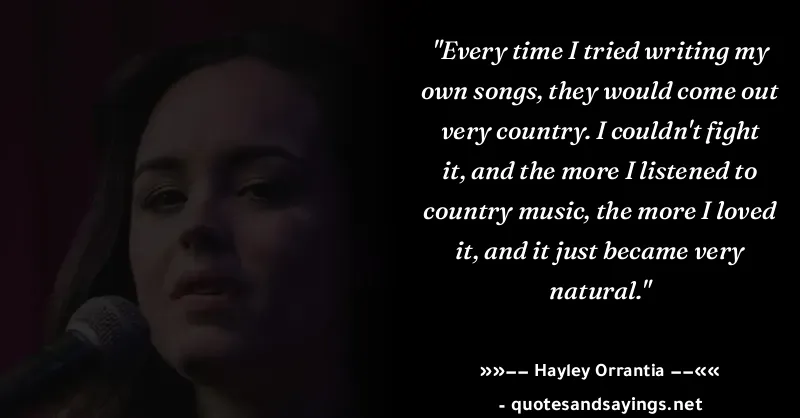 "Every time I tried writing my
own songs, they would come out
very country. I couldn't fight
it, and the more I listened to
country music, the more I loved
it, and it just became very
natural."
»»—— Hayley Orrantia ——««
- quotesandsayings.net